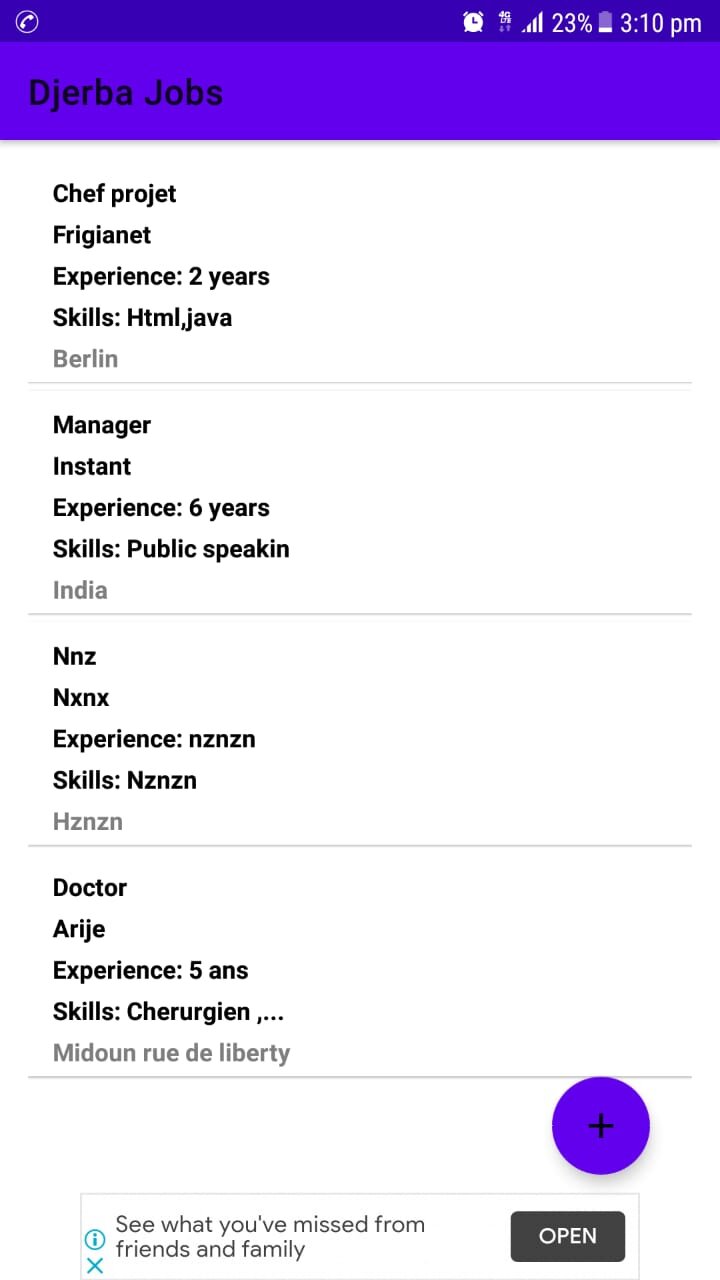 4G
LTE
23%
3:10 pm
Djerba Jobs
Chef projet
Frigianet
Experience: 2 years
Skills: Html,java
Berlin
Manager
Instant
Experience: 6 years
Skills: Public speakin
India
Nnz
Nxnx
Experience: nznzn
Skills: Nznzn
Hznzn
Doctor
Arije
Experience: 5 ans
Skills: Cherurgien ,...
Midoun rue de liberty
+
See what you've missed from
friends and family
OPEN